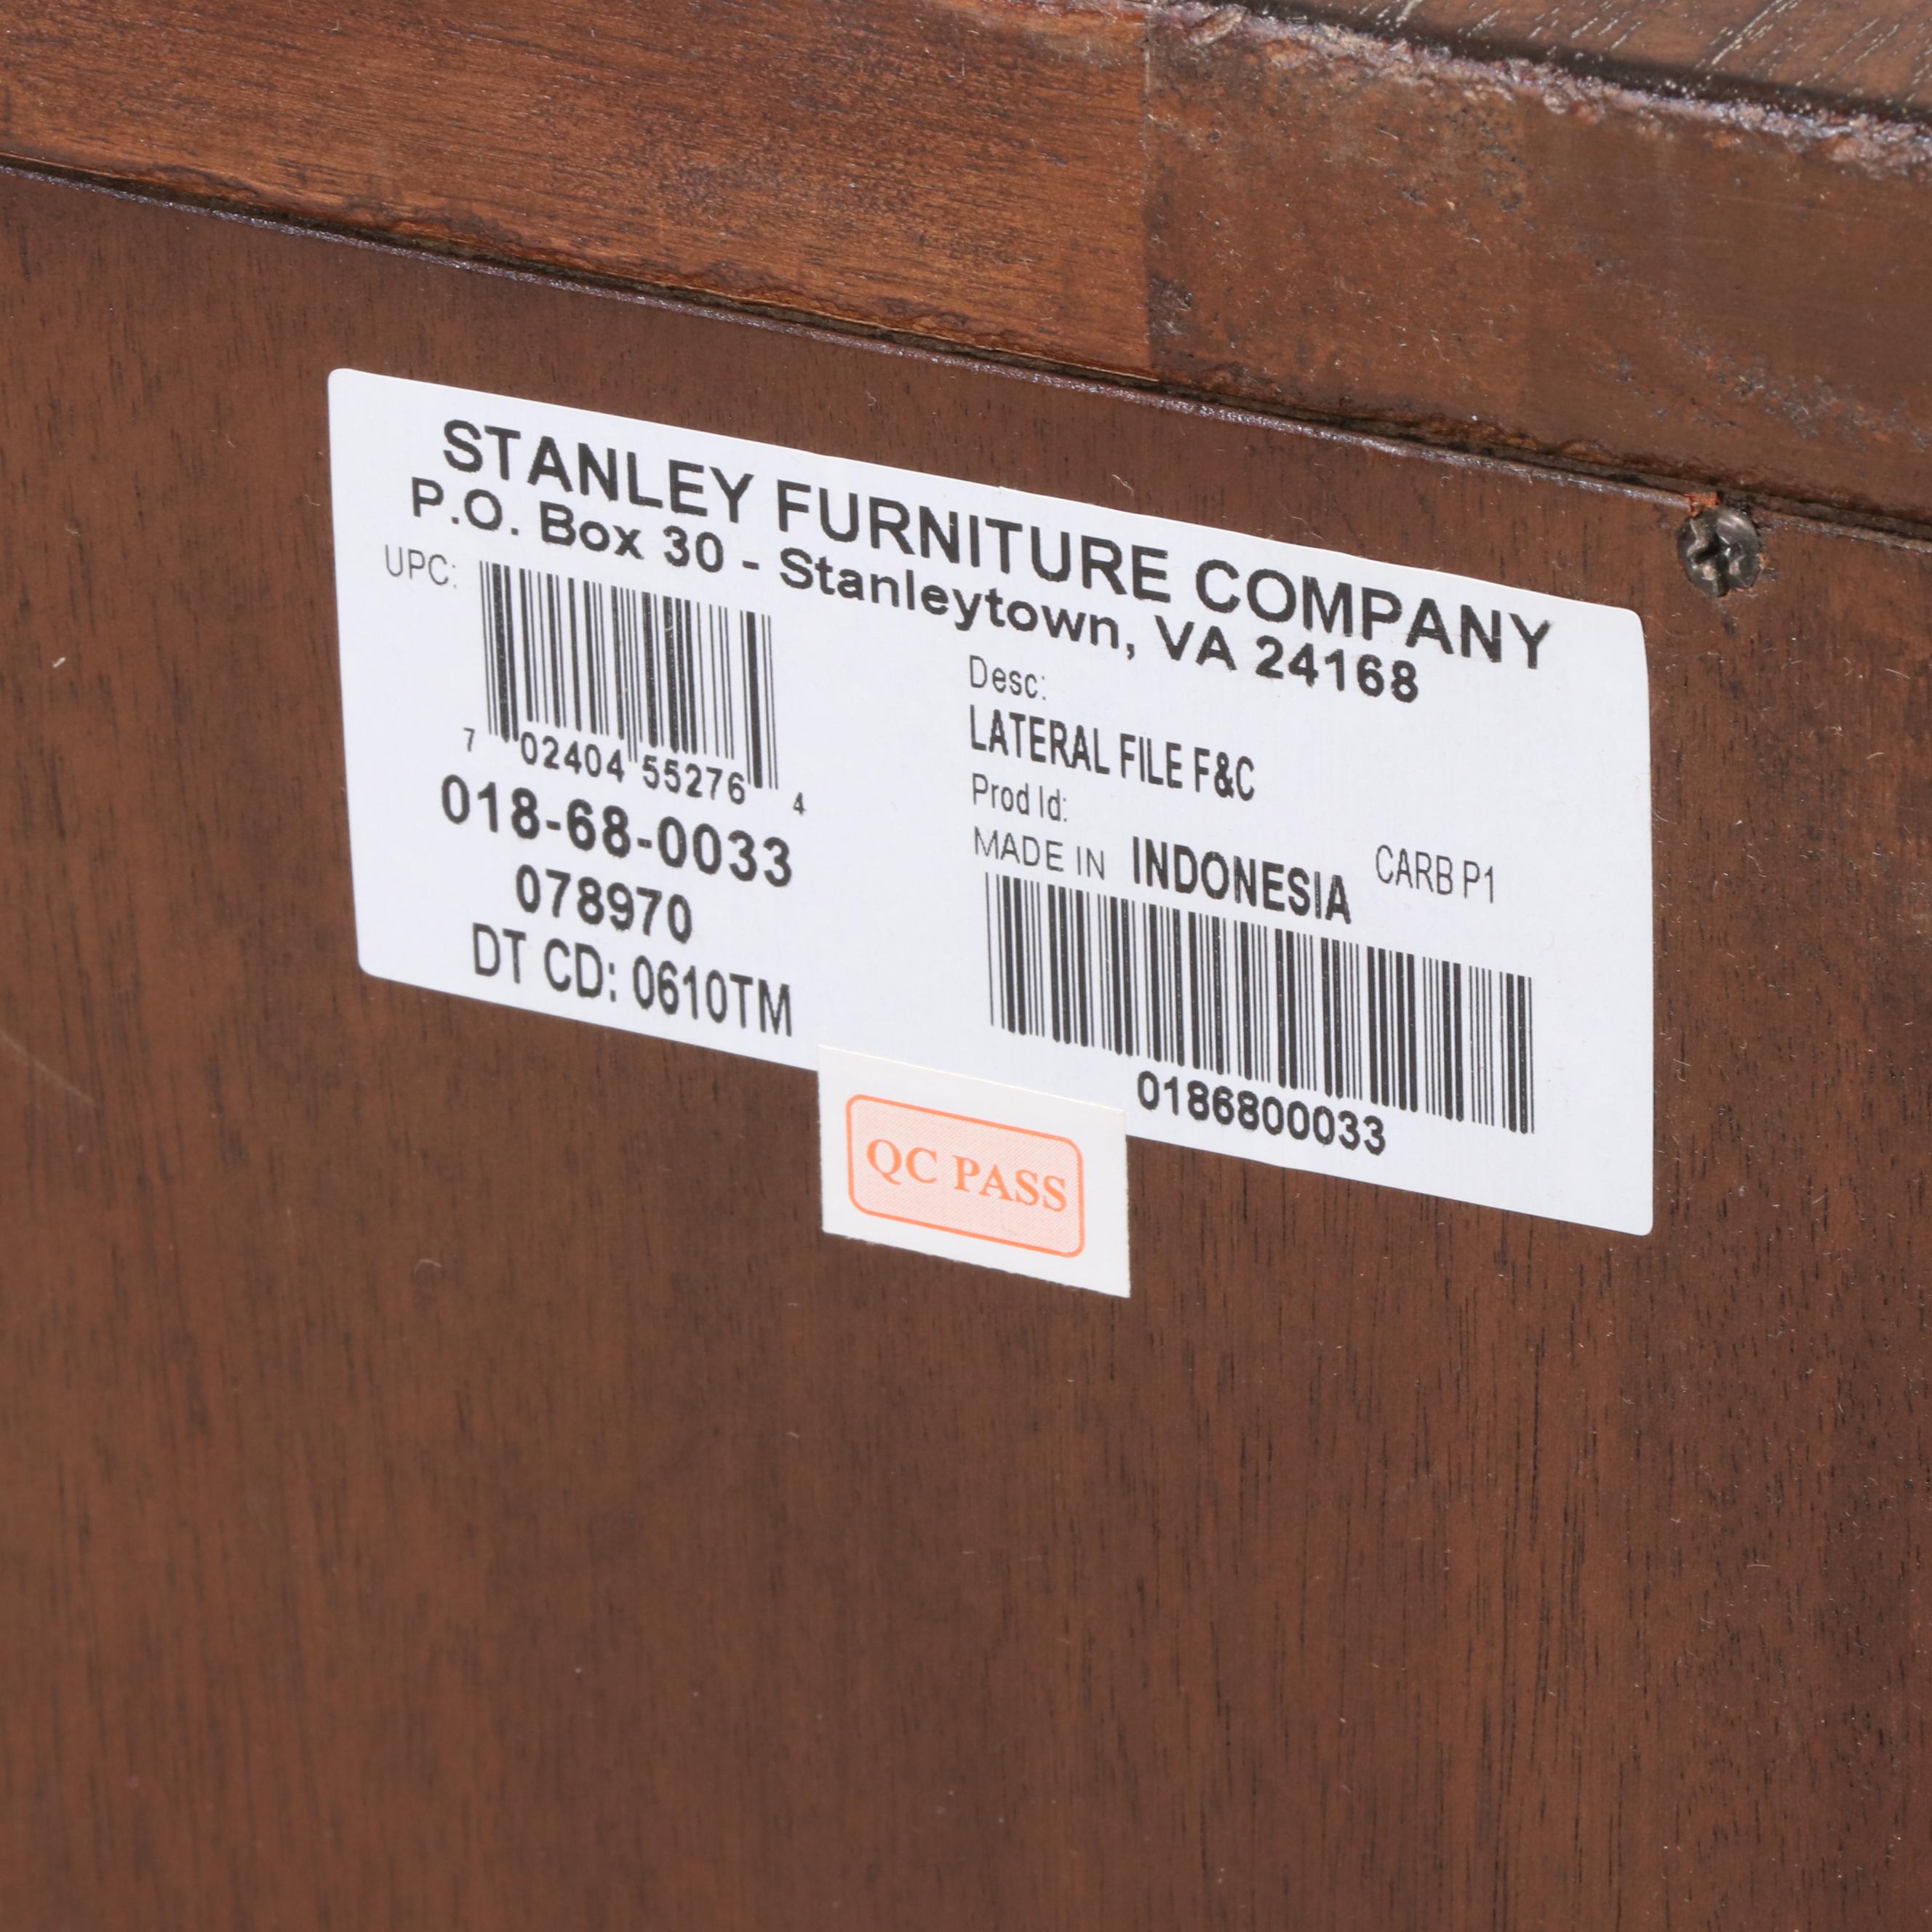 STANLEY FURNITURE COMPANY
P.O. Box 30 - Stanleytown, VA 24168
UPC:
7 02404 55276 4
018-68-0033
078970
DT CD: 0610TM
Desc:
LATERAL FILE F&C
Prod Id:
MADE IN INDONESIA CARB P1
0186800033
QC PASS